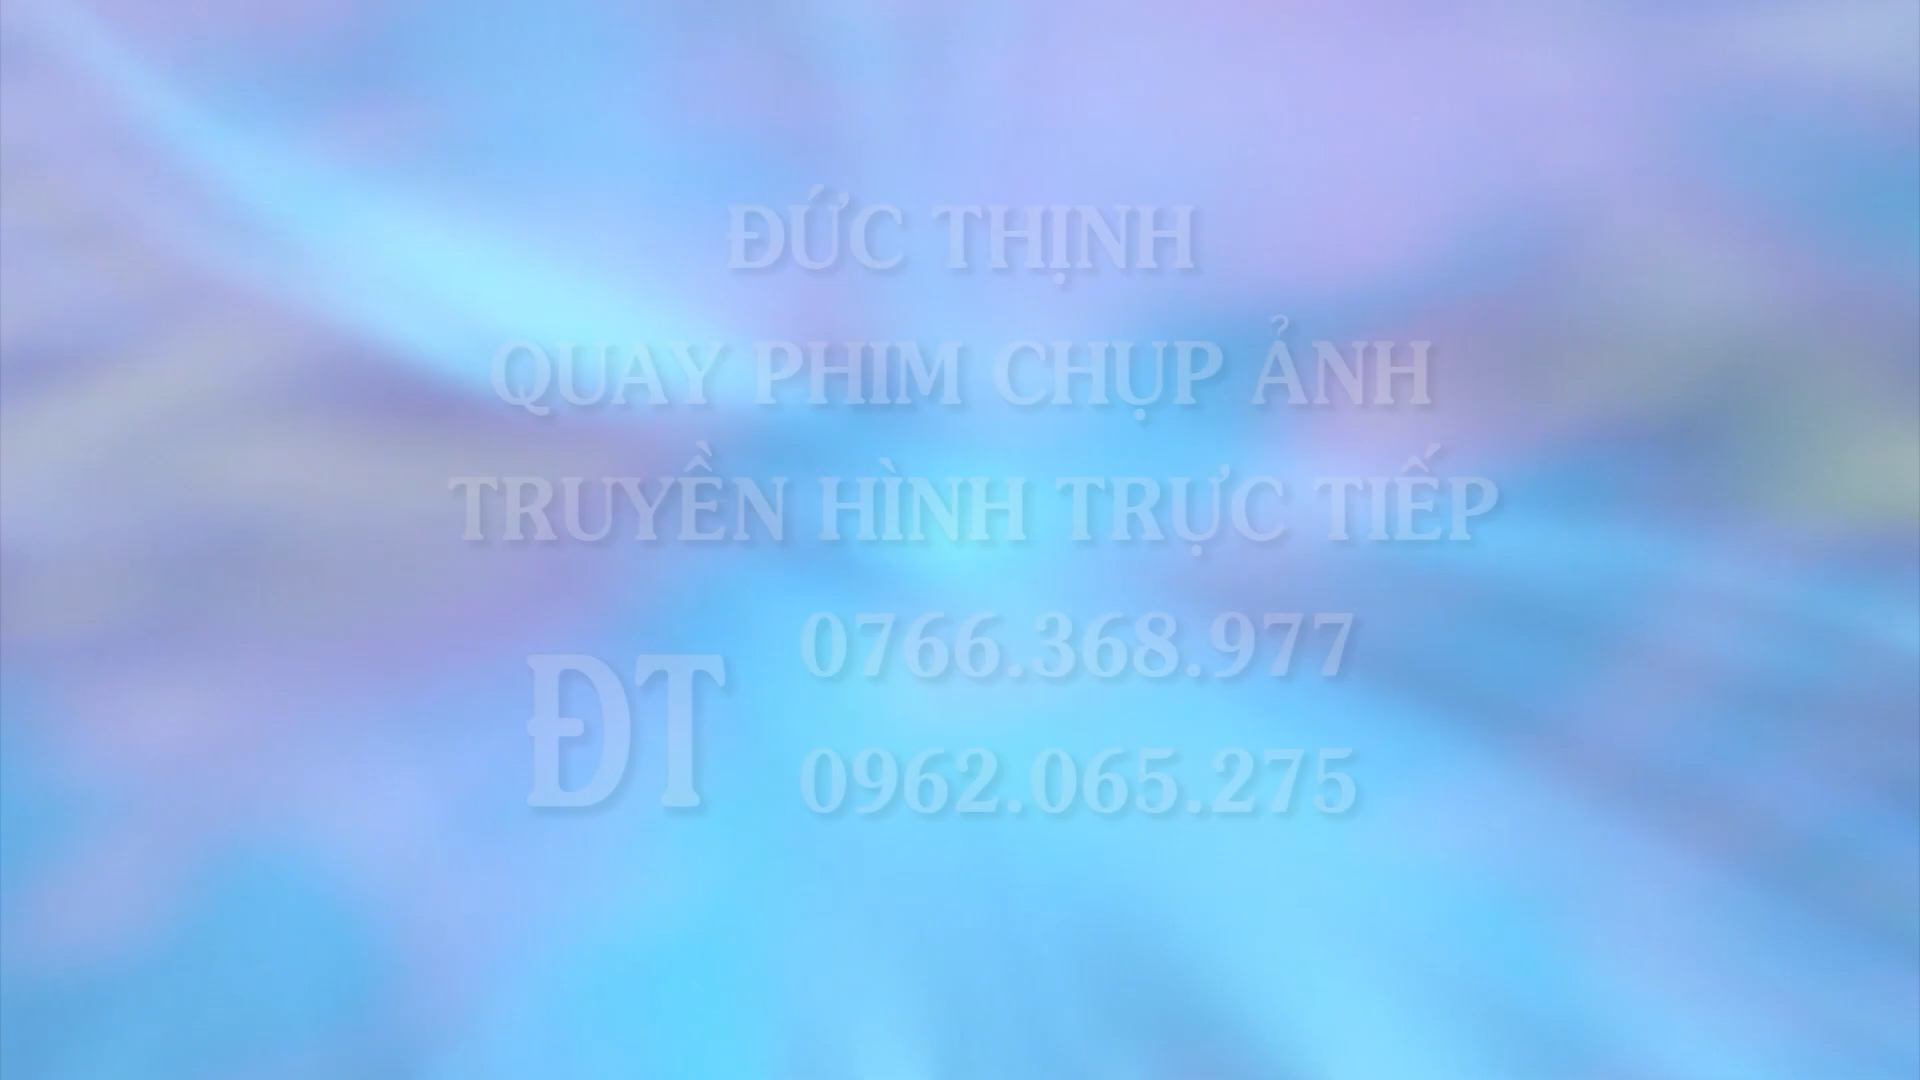 ĐỨC THỊNH
QUAY PHIM CHỤP ẢNH
TRUYỀN HÌNH TRỰC TIẾP
ĐT
0766.368.977
0962.065.275